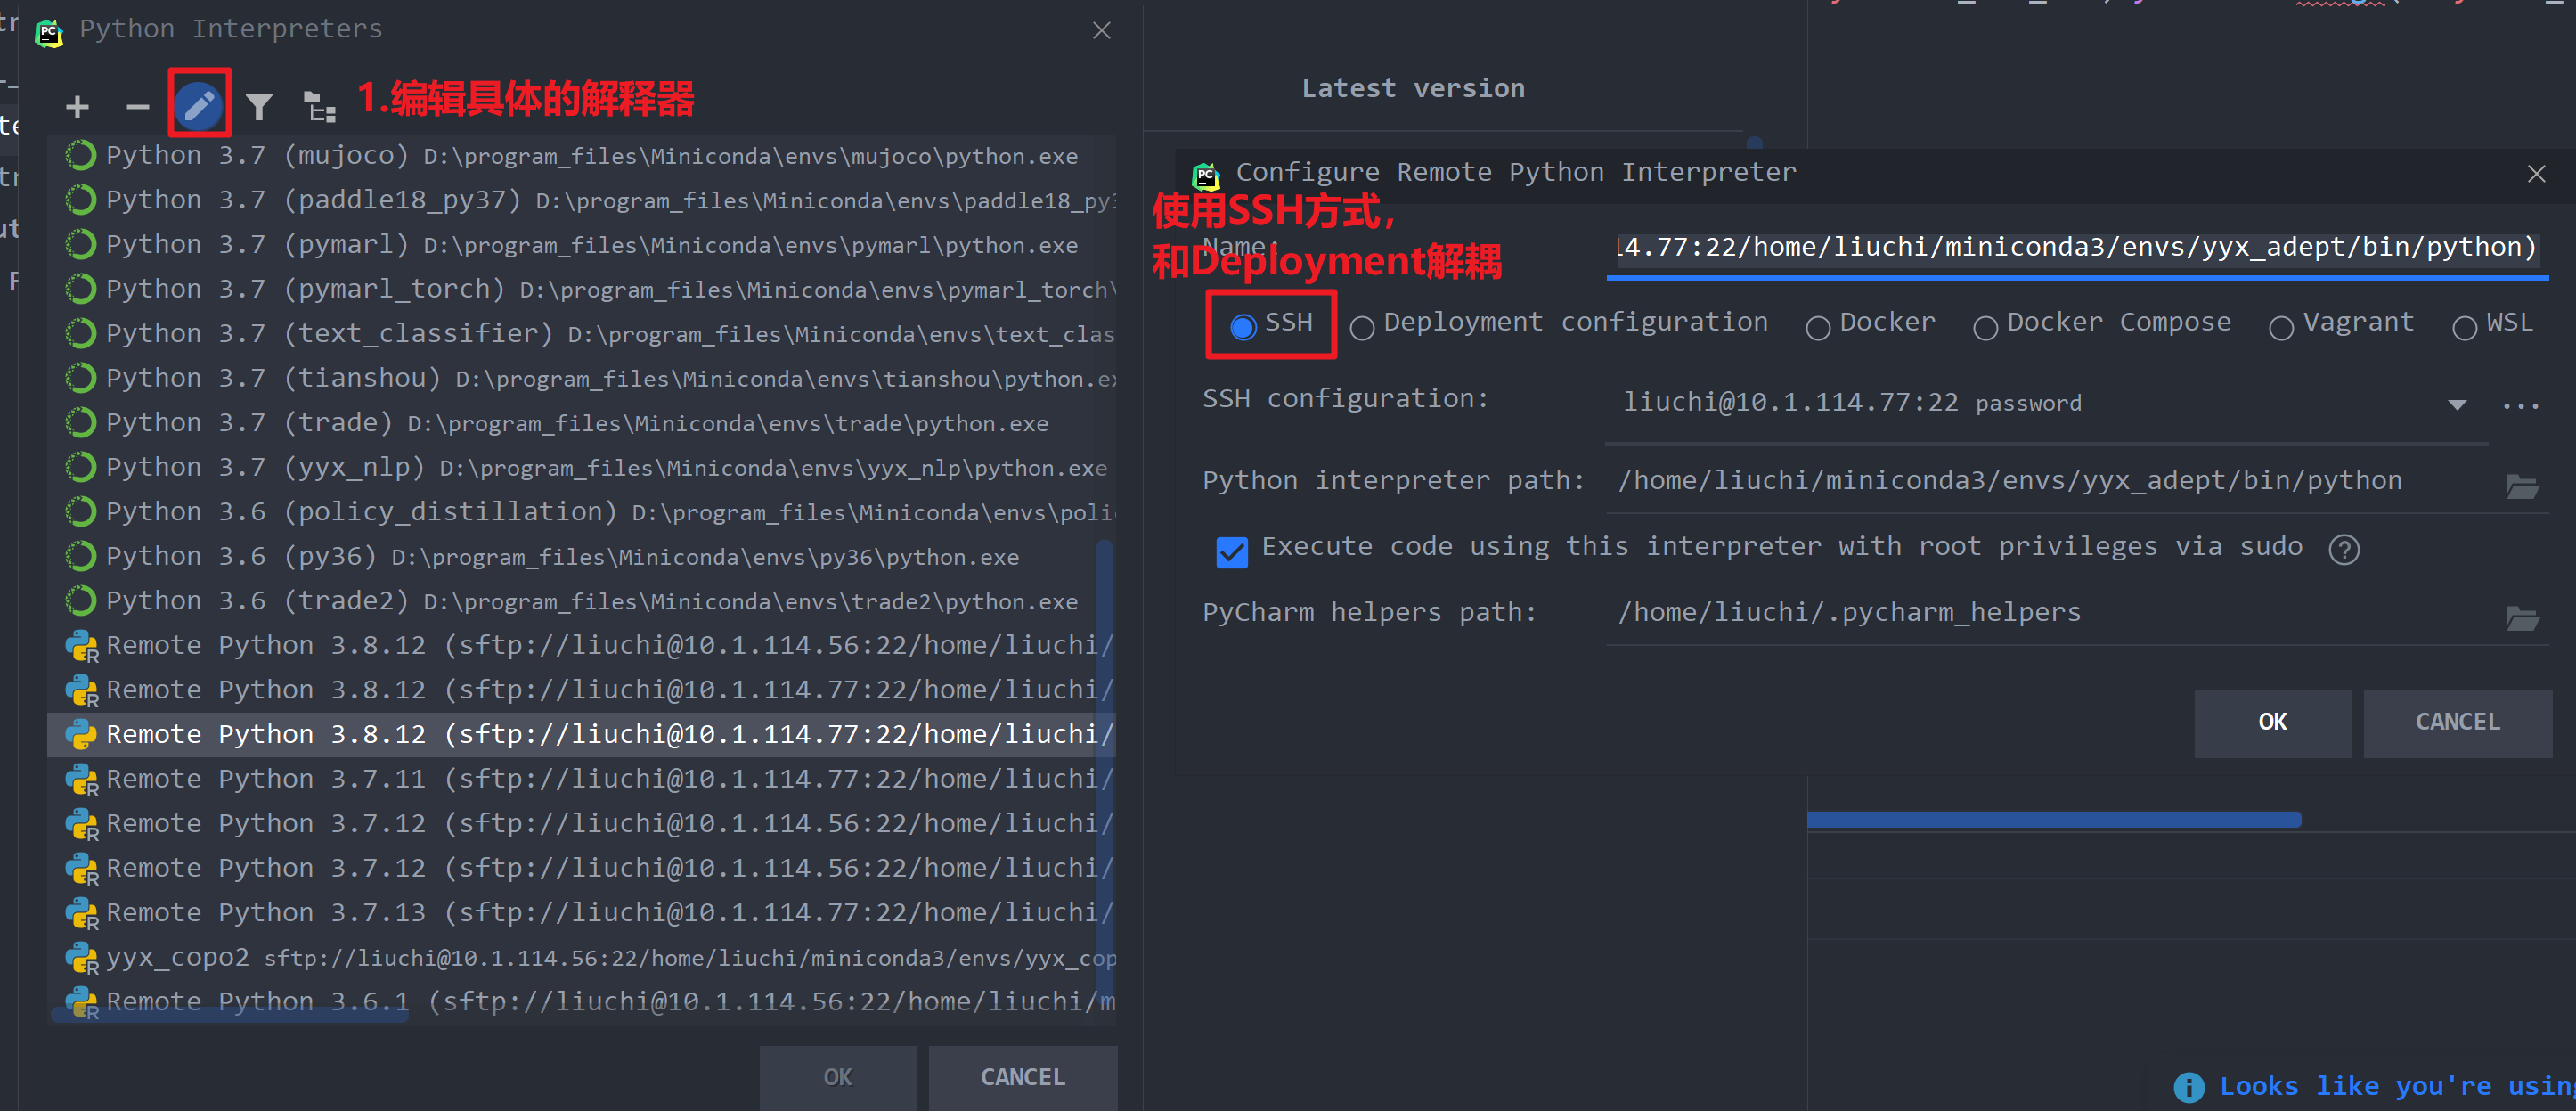 Python Interpreters
1.编辑具体的解释器
Python 3.7 (mujoco) D:\program_files\Miniconda\envs\mujoco\python.exe
Python 3.7 (paddle18_py37) D:\program_files\Miniconda\envs\paddle18_py3
Python 3.7 (pymarl) D:\program_files\Miniconda\envs\pymarl\python.exe
Python 3.7 (pymarl_torch) D:\program_files\Miniconda\envs\pymarl_torch\
Python 3.7 (text_classifier) D:\program_files\Miniconda\envs\text_clas
Python 3.7 (tianshou) D:\program_files\Miniconda\envs\tianshou\python.ex
Python 3.7 (trade) D:\program_files\Miniconda\envs\trade\python.exe
Python 3.7 (yyx_nlp) D:\program_files\Miniconda\envs\yyx_nlp\python.exe
Python 3.6 (policy_distillation) D:\program_files\Miniconda\envs\poli
Python 3.6 (py36) D:\program_files\Miniconda\envs\py36\python.exe
Python 3.6 (trade2) D:\program_files\Miniconda\envs\trade2\python.exe
Remote Python 3.8.12 (sftp://liuchi@10.1.114.56:22/home/liuchi/
Remote Python 3.8.12 (sftp://liuchi@10.1.114.77:22/home/liuchi/
Remote Python 3.8.12 (sftp://liuchi@10.1.114.77:22/home/liuchi/
Remote Python 3.7.11 (sftp://liuchi@10.1.114.77:22/home/liuchi/
Remote Python 3.7.12 (sftp://liuchi@10.1.114.56:22/home/liuchi/
Remote Python 3.7.12 (sftp://liuchi@10.1.114.56:22/home/liuchi/
Remote Python 3.7.13 (sftp://liuchi@10.1.114.77:22/home/liuchi/
yyx_copo2 sftp://liuchi@10.1.114.56:22/home/liuchi/miniconda3/envs/yyx_cop
Remote Python 3.6.1 (sftp://liuchi@10.1.114.56:22/home/liuchi/m
OK CANCEL
Latest version
Configure Remote Python Interpreter
使用SSH方式，
和Deployment解耦
Name: 14.77:22/home/liuchi/miniconda3/envs/yyx_adept/bin/python)
SSH Deployment configuration Docker Docker Compose Vagrant WSL
SSH configuration: liuchi@10.1.114.77:22 password
Python interpreter path: /home/liuchi/miniconda3/envs/yyx_adept/bin/python
Execute code using this interpreter with root privileges via sudo
PyCharm helpers path: /home/liuchi/.pycharm_helpers
OK CANCEL
Looks like you're using